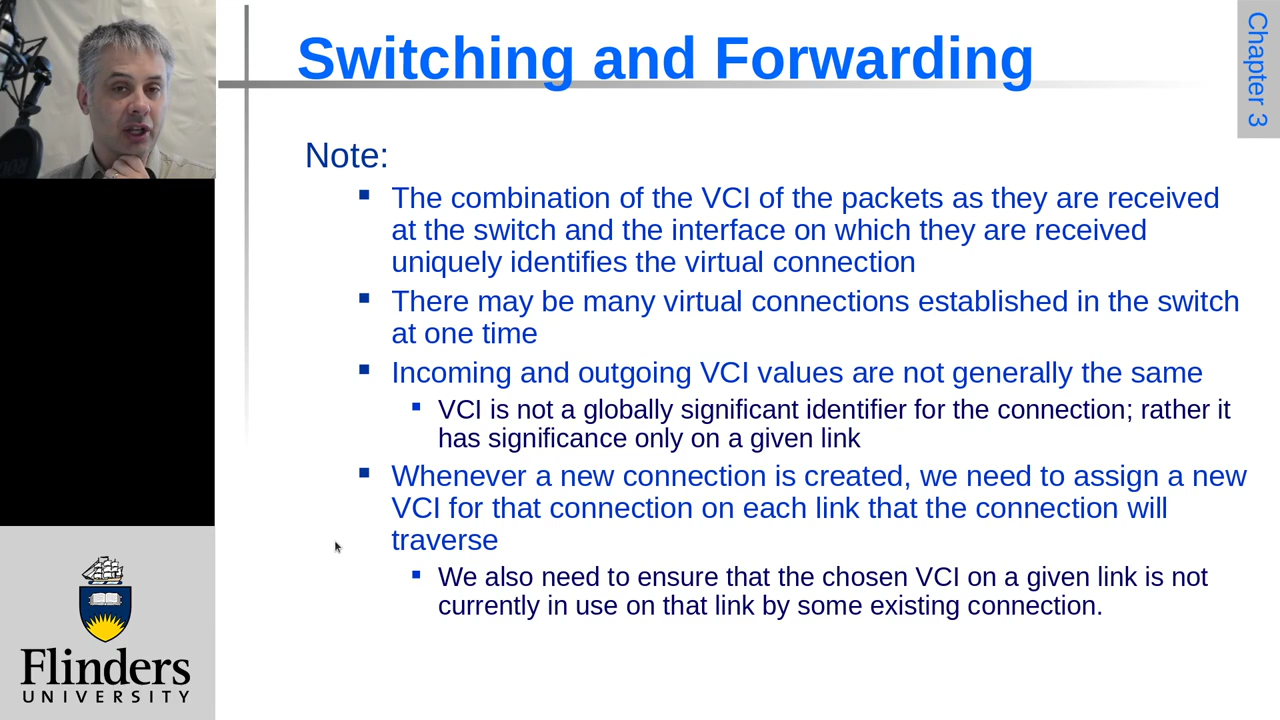 Switching and Forwarding
Chapter 3
Note:
The combination of the VCI of the packets as they are received
at the switch and the interface on which they are received
uniquely identifies the virtual connection
There may be many virtual connections established in the switch
at one time
Incoming and outgoing VCI values are not generally the same
VCI is not a globally significant identifier for the connection; rather it
has significance only on a given link
Whenever a new connection is created, we need to assign a new
VCI for that connection on each link that the connection will
traverse
We also need to ensure that the chosen VCI on a given link is not
currently in use on that link by some existing connection.
Flinders
UNIVERSITY